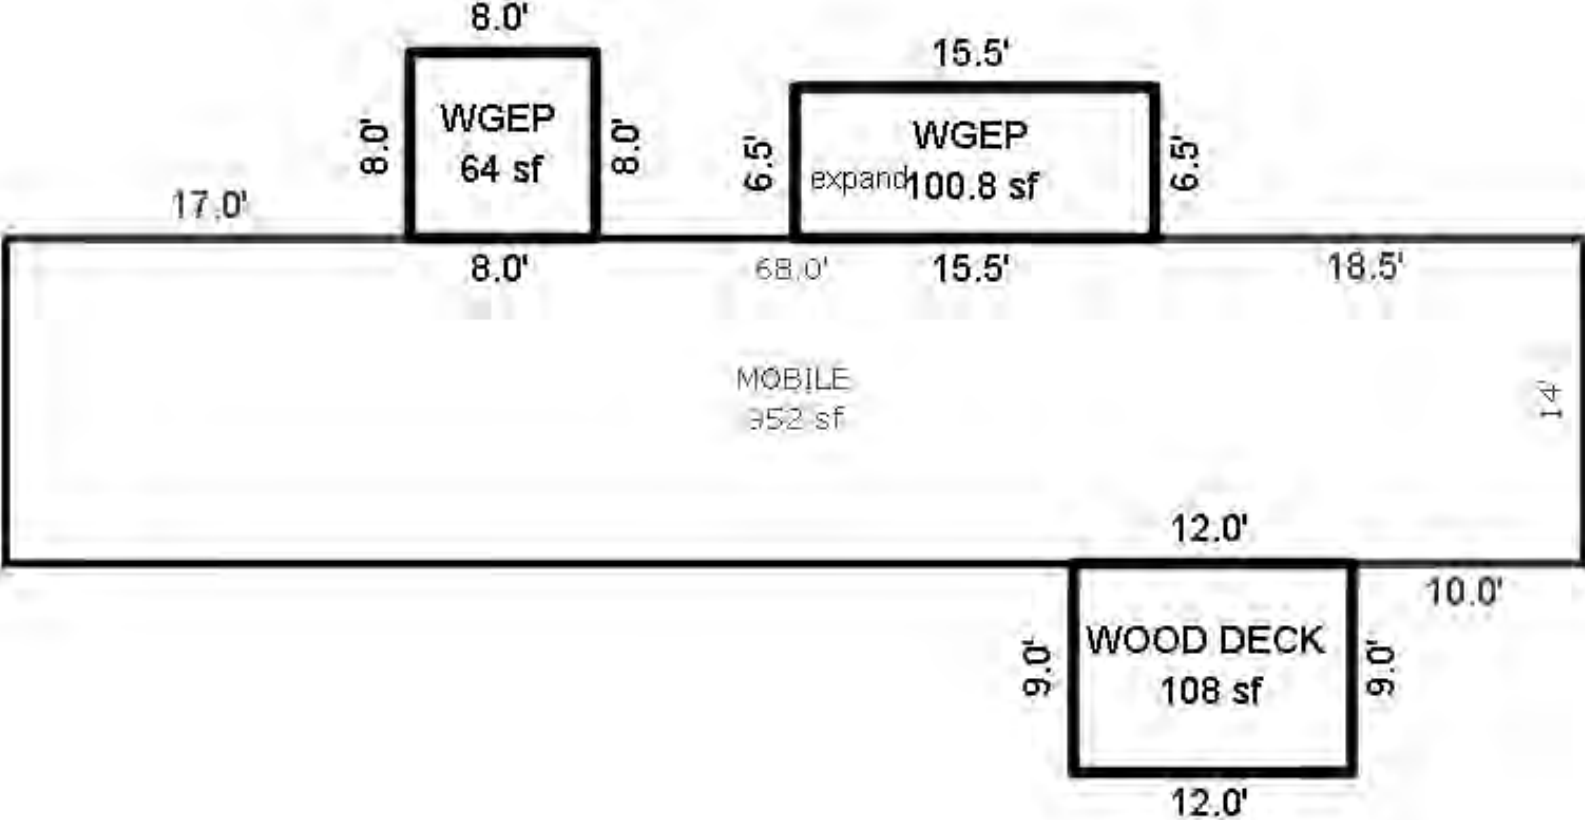 8.0'
15.5'
WGEP
64 sf
8.0'
8.0'
WGEP
expand 100.8 sf
6.5'
6.5'
17.0'
8.0'
68.0'
15.5'
18.5'
MOBILE
952 sf
14'
12.0'
10.0'
WOOD DECK
108 sf
9.0'
9.0'
12.0'